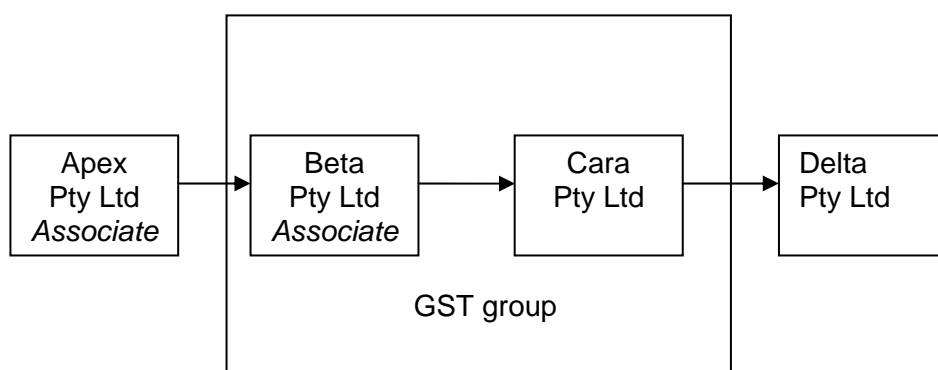 Apex
Pty Ltd
Associate
Beta
Pty Ltd
Associate
Cara
Pty Ltd
Delta
Pty Ltd
GST group